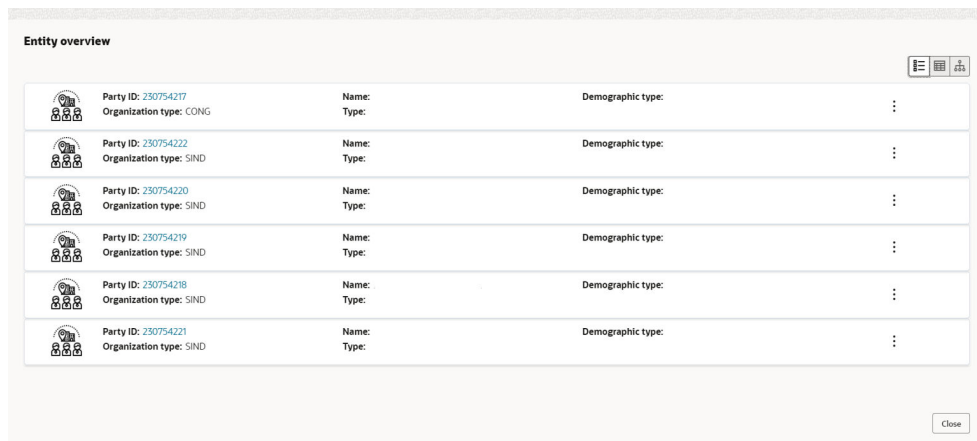 Entity overview
Party ID: 230754217 Name: Demographic type:
Organization type: CONG Type:
Party ID: 230754222 Name: Demographic type:
Organization type: SIND Type:
Party ID: 230754220 Name: Demographic type:
Organization type: SIND Type:
Party ID: 230754219 Name: Demographic type:
Organization type: SIND Type:
Party ID: 230754218 Name: Demographic type:
Organization type: SIND Type:
Party ID: 230754221 Name: Demographic type:
Organization type: SIND Type:
Close